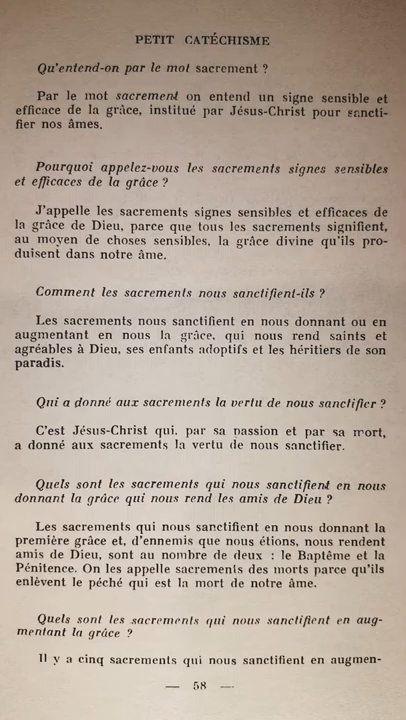 PETIT CATÉCHISME
Qu'entend-on par le mot sacrement ?
Par le mot sacrement on entend un signe sensible et
efficace de la grâce, institué par Jésus-Christ pour sancti-
fier nos âmes.
Pourquoi appelez-vous les sacrements signes sensibles
et efficaces de la grâce ?
J'appelle les sacrements signes sensibles et efficaces de
la grâce de Dieu, parce que tous les sacrements signifient,
au moyen de choses sensibles, la grâce divine qu'ils pro-
duisent dans notre âme.
Comment les sacrements nous sanctifient-ils ?
Les sacrements nous sanctifient en nous donnant ou en
augmentant en nous la grâce, qui nous rend saints et
agréables à Dieu, ses enfants adoptifs et les héritiers de son
paradis.
Qui a donné aux sacrements la vertu de nous sanctifier ?
C'est Jésus-Christ qui, par sa passion et par sa mort,
a donné aux sacrements la vertu de nous sanctifier.
Quels sont les sacrements qui nous sanctifient en nous
donnant la grâce qui nous rend les amis de Dieu ?
Les sacrements qui nous sanctifient en nous donnant la
première grâce et, d'ennemis que nous étions, nous rendent
amis de Dieu, sont au nombre de deux : le Baptême et la
Pénitence. On les appelle sacrements des morts parce qu'ils
enlèvent le péché qui est la mort de notre âme.
Quels sont les sacrements qui nous sanctifient en aug-
mentant la grâce ?
Il y a cinq sacrements qui nous sanctifient en augmen-
— 58 —